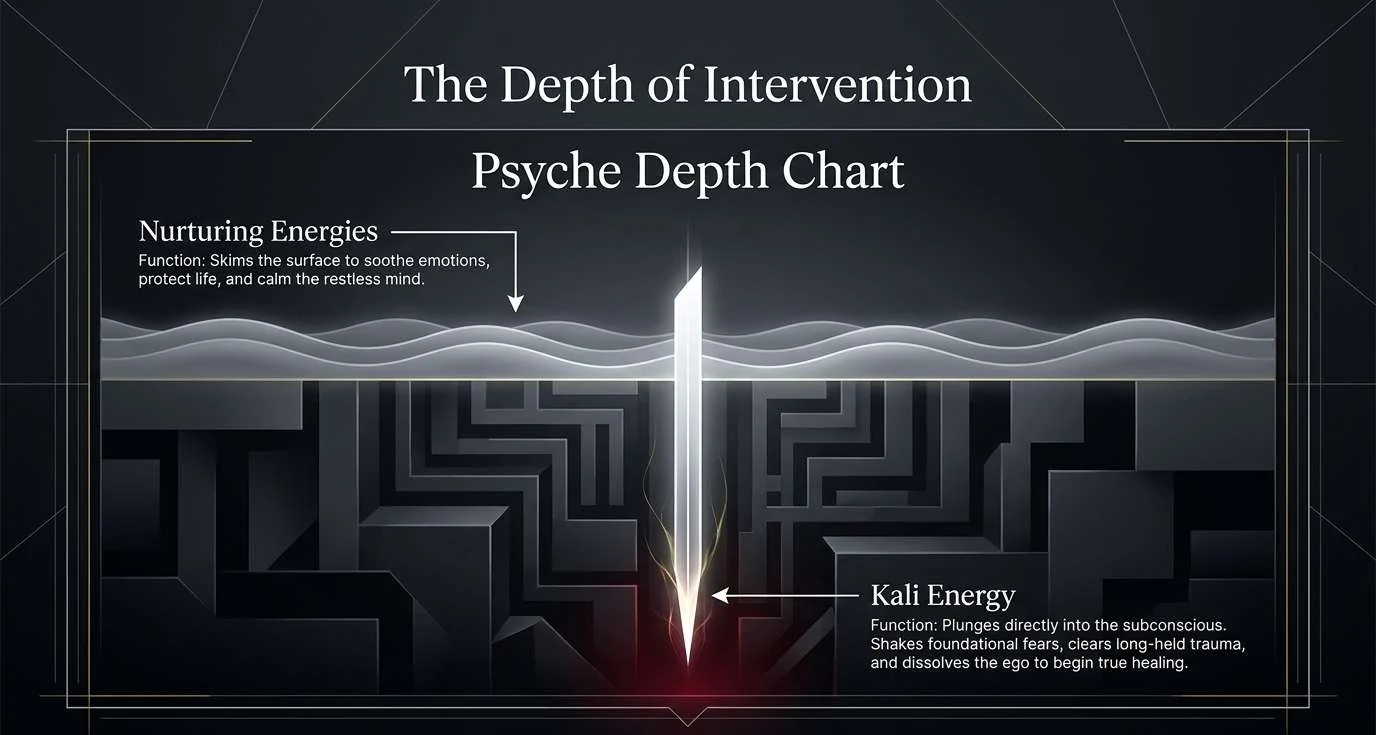 The Depth of Intervention
Psyche Depth Chart
Nurturing Energies
Function: Skims the surface to soothe emotions,
protect life, and calm the restless mind.
Kali Energy
Function: Plunges directly into the subconscious.
Shakes foundational fears, clears long-held trauma,
and dissolves the ego to begin true healing.